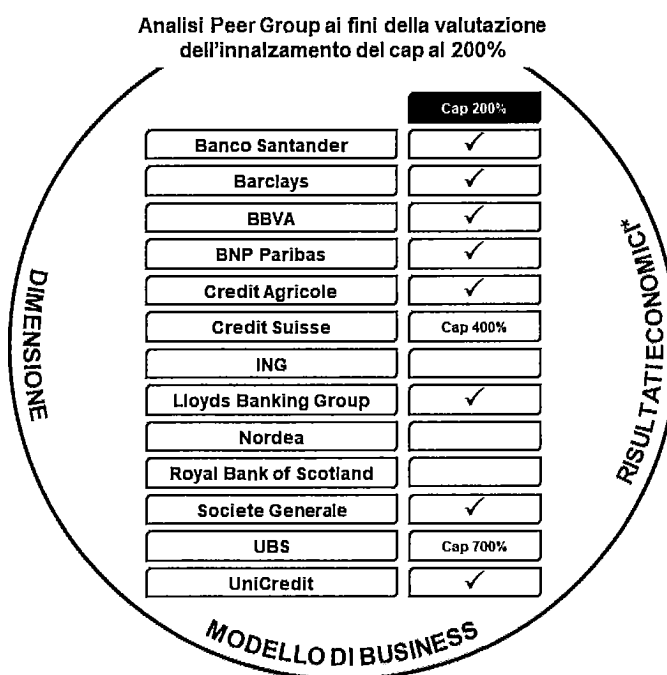 Analisi Peer Group ai fini della valutazione
dell'innalzamento del cap al 200%
Cap 200%
Banco Santander ✓
Barclays ✓
BBVA ✓
BNP Paribas ✓
Credit Agricole ✓
Credit Suisse Cap 400%
ING
Lloyds Banking Group ✓
Nordea
Royal Bank of Scotland
Societe Generale ✓
UBS Cap 700%
UniCredit ✓
DIMENSIONE
RISULTATI ECONOMICI*
MODELLO DI BUSINESS